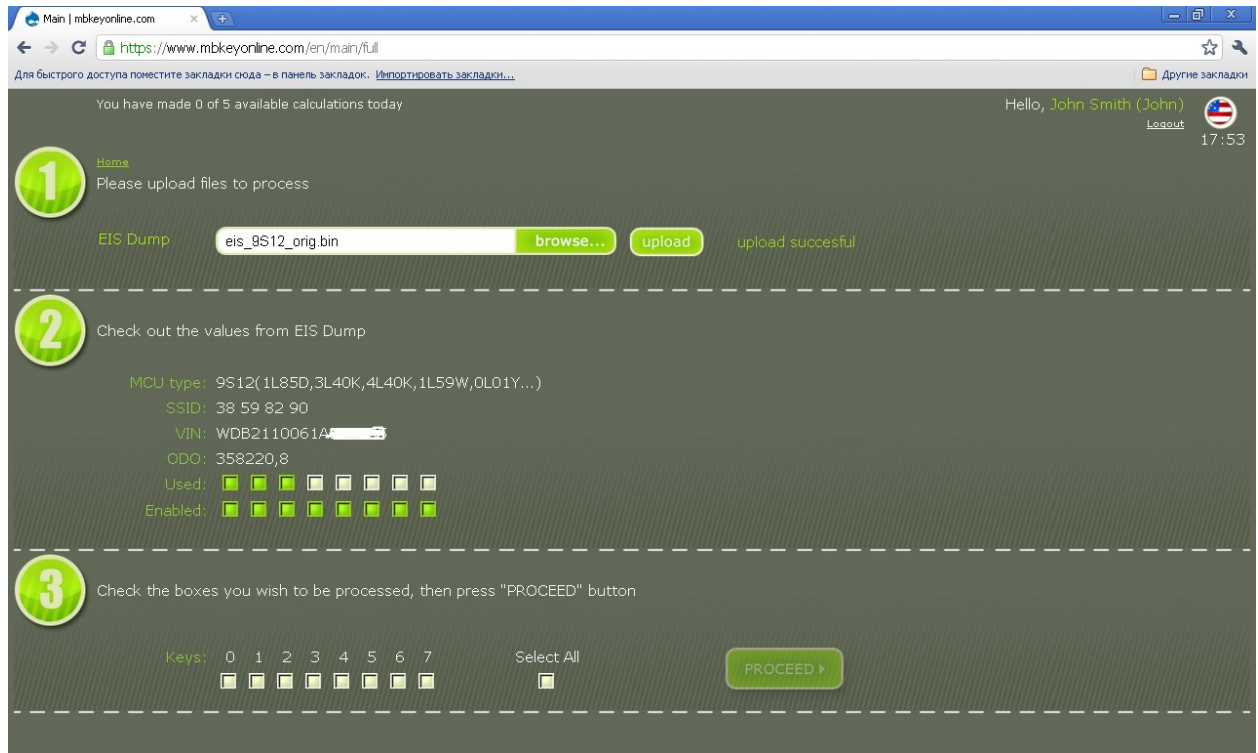 Main | mbkeyonline.com
https://www.mbkeyonline.com/en/main/full
Для быстрого доступа поместите закладки сюда – в панель закладок. Импортировать закладки...
Другие закладки
You have made 0 of 5 available calculations today
Hello, John Smith (John)
Logout
17:53
1
Home
Please upload files to process
EIS Dump
eis_9S12_orig.bin
browse...
upload
upload succesful
2
Check out the values from EIS Dump
MCU type: 9S12(1L85D,3L40K,4L40K,1L59W,0L01Y...)
SSID: 38 59 82 90
VIN: WDB2110061A
ODO: 358220,8
Used:
Enabled:
3
Check the boxes you wish to be processed, then press "PROCEED" button
Keys: 0 1 2 3 4 5 6 7
Select All
PROCEED